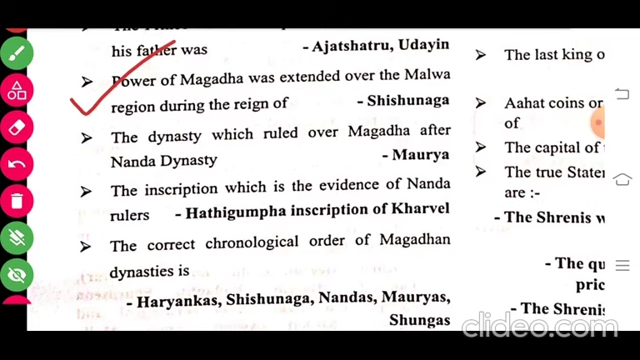 his father was - Ajatshatru, Udayin
➤ Power of Magadha was extended over the Malwa
region during the reign of - Shishunaga
➤ The dynasty which ruled over Magadha after
Nanda Dynasty - Maurya
➤ The inscription which is the evidence of Nanda
rulers - Hathigumpha inscription of Kharvel
➤ The correct chronological order of Magadhan
dynasties is
- Haryankas, Shishunaga, Nandas, Mauryas,
Shungas
➤ The last king o
➤ Aahat coins or
of
➤ The capital of
➤ The true State
are :-
- The Shrenis w
- The qu
pric
- The Shrenis
clideo.com